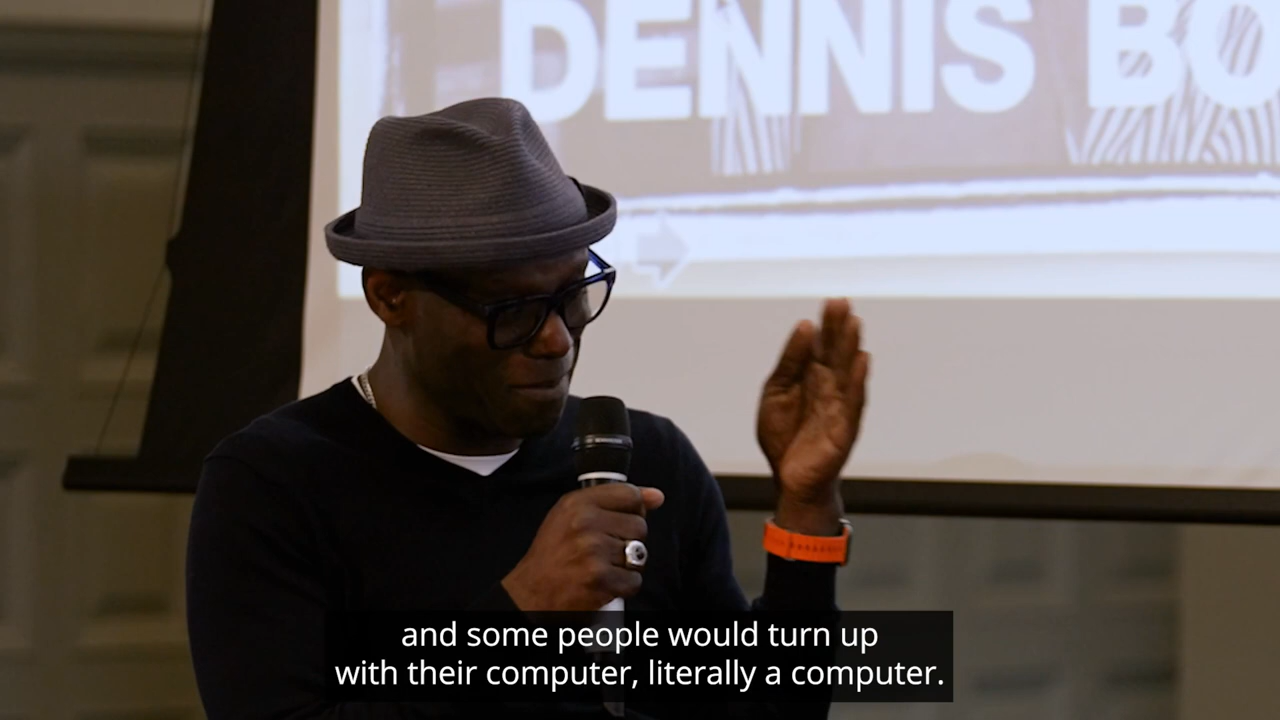 DENNIS BO
and some people would turn up
with their computer, literally a computer.